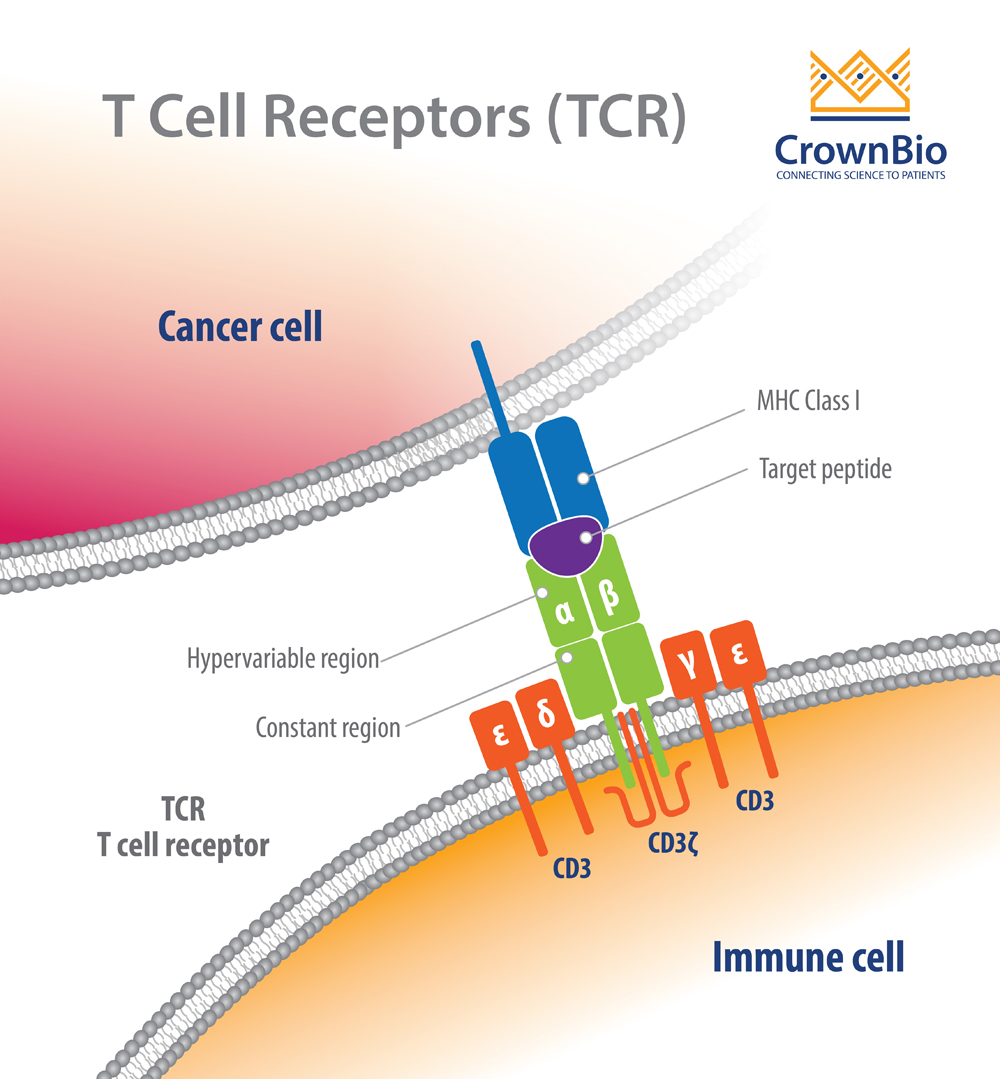 T Cell Receptors (TCR)
CrownBio
CONNECTING SCIENCE TO PATIENTS
Cancer cell
MHC Class I
Target peptide
α
β
Hypervariable region
Constant region
γ
ε
δ
ε
TCR
T cell receptor
CD3
CD3ζ
CD3
Immune cell